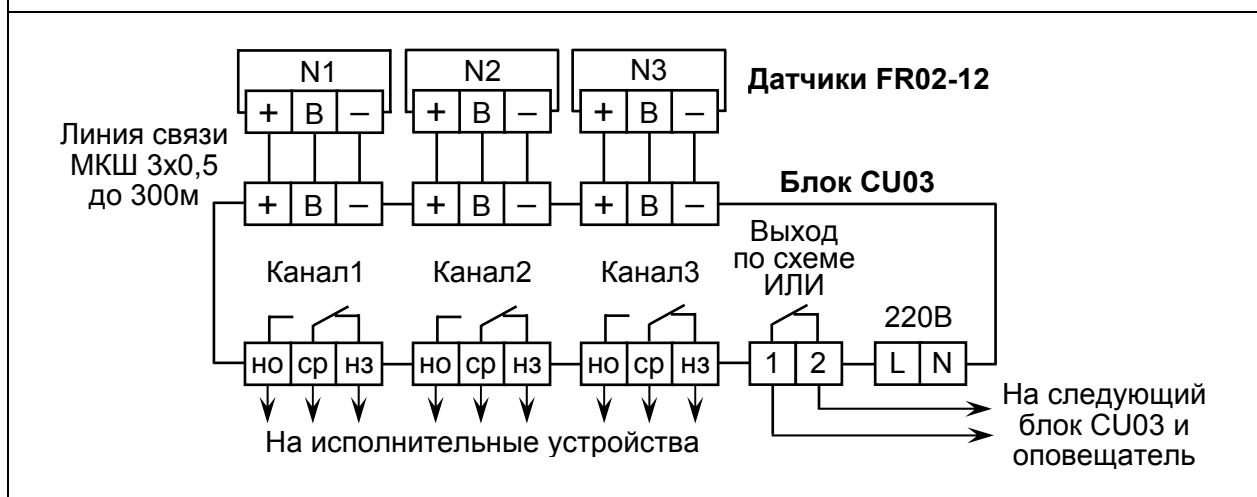 N1 N2 N3
Датчики FR02-12
+ В – + В – + В –
Линия связи
МКШ 3х0,5
до 300м
+ В – + В – + В –
Блок CU03
Канал1 Канал2 Канал3
Выход
по схеме
ИЛИ
220В
но ср нз но ср нз но ср нз 1 2 L N
На исполнительные устройства
На следующий
блок CU03 и
оповещатель